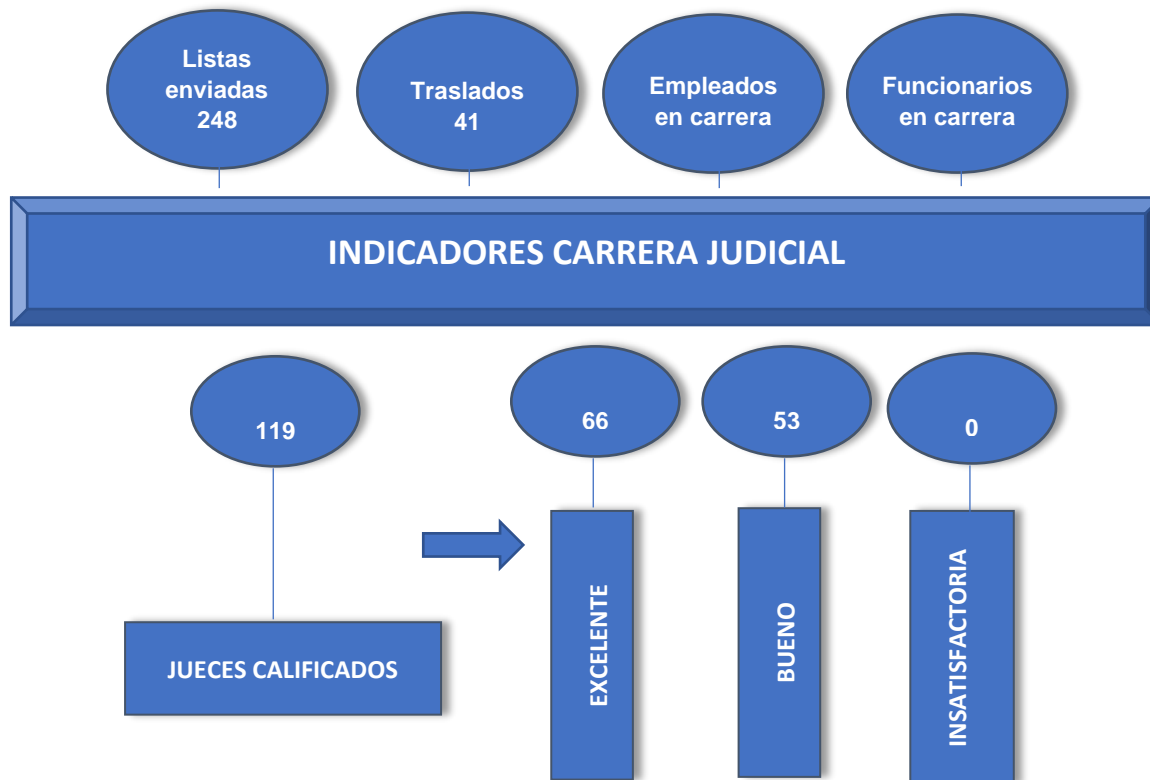 Listas
enviadas
248
Traslados
41
Empleados
en carrera
Funcionarios
en carrera
INDICADORES CARRERA JUDICIAL
119
66
53
0
JUECES CALIFICADOS
EXCELENTE
BUENO
INSATISFACTORIA